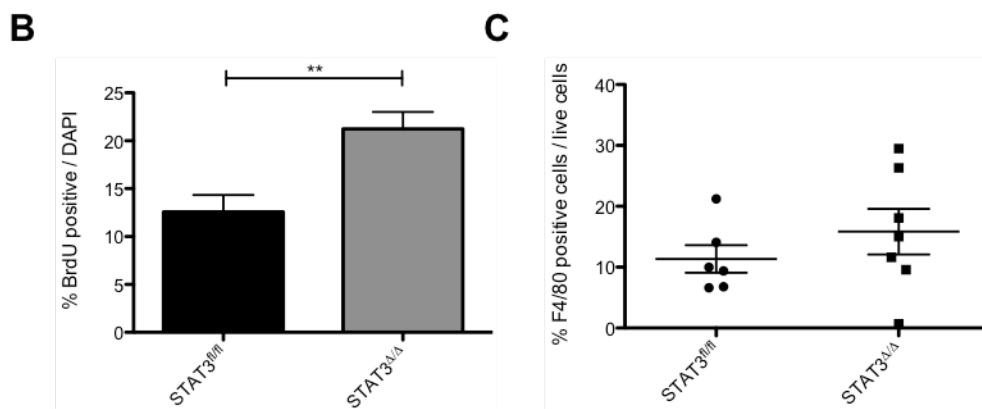 B
**
% BrdU positive / DAPI
25
20
15
10
5
0
STAT3fl/fl
STAT3Δ/Δ
C
% F4/80 positive cells / live cells
40
30
20
10
0
STAT3fl/fl
STAT3Δ/Δ